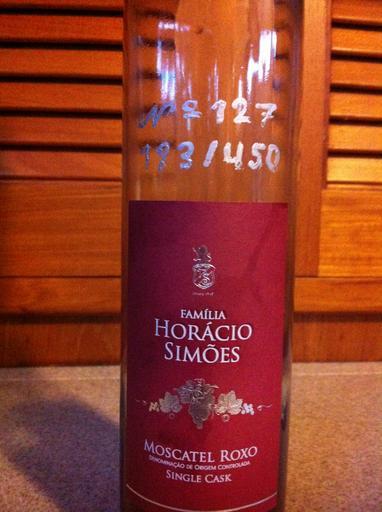 Nº 127
193/450
FAMÍLIA
HORÁCIO
SIMÕES
MOSCATEL ROXO
DENOMINAÇÃO DE ORIGEM CONTROLADA
SINGLE CASK